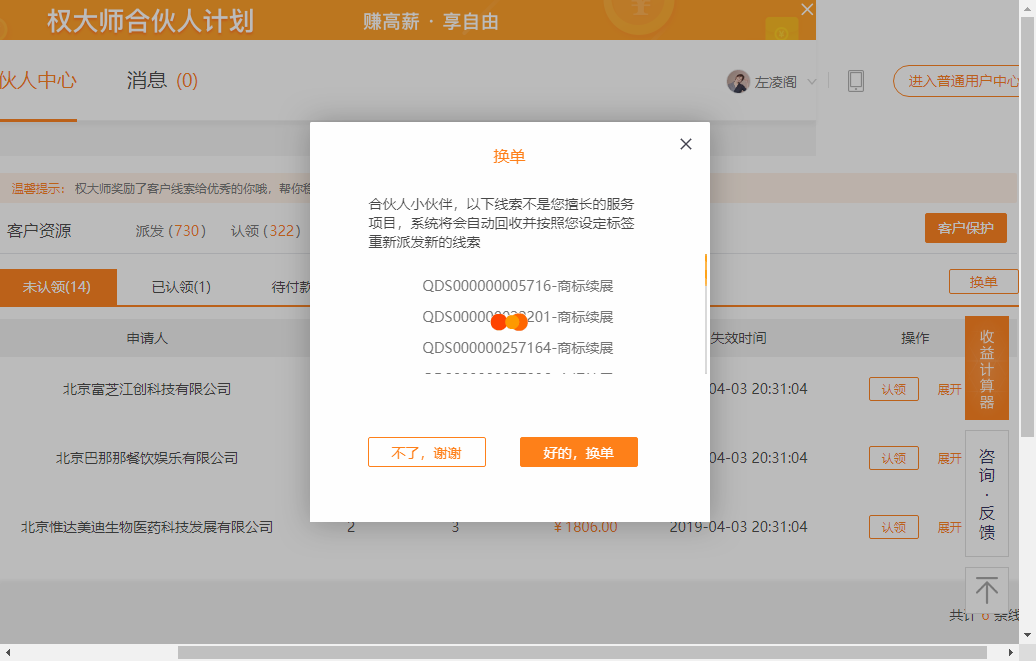 权大师合伙人计划
赚高薪 · 享自由
伙人中心
消息 (0)
左凌阁
进入普通用户中心
换单
温馨提示: 权大师奖励了客户线索给优秀的你哦，帮你
合伙人小伙伴，以下线索不是您擅长的服务
项目，系统将会自动回收并按照您设定标签
重新派发新的线索
客户资源
派发 (730)
认领 (322)
客户保护
未认领(14)
已认领(1)
待付款
换单
QDS000000005716-商标续展
201-商标续展
QDS000000257164-商标续展
申请人
失效时间
操作
收益计算器
北京富芝江创科技有限公司
04-03 20:31:04
认领
展开
不了，谢谢
好的，换单
北京巴那那餐饮娱乐有限公司
04-03 20:31:04
认领
展开
咨询·反馈
北京惟达美迪生物医药科技发展有限公司
2
3
¥1806.00
2019-04-03 20:31:04
认领
展开
共计 6 条线